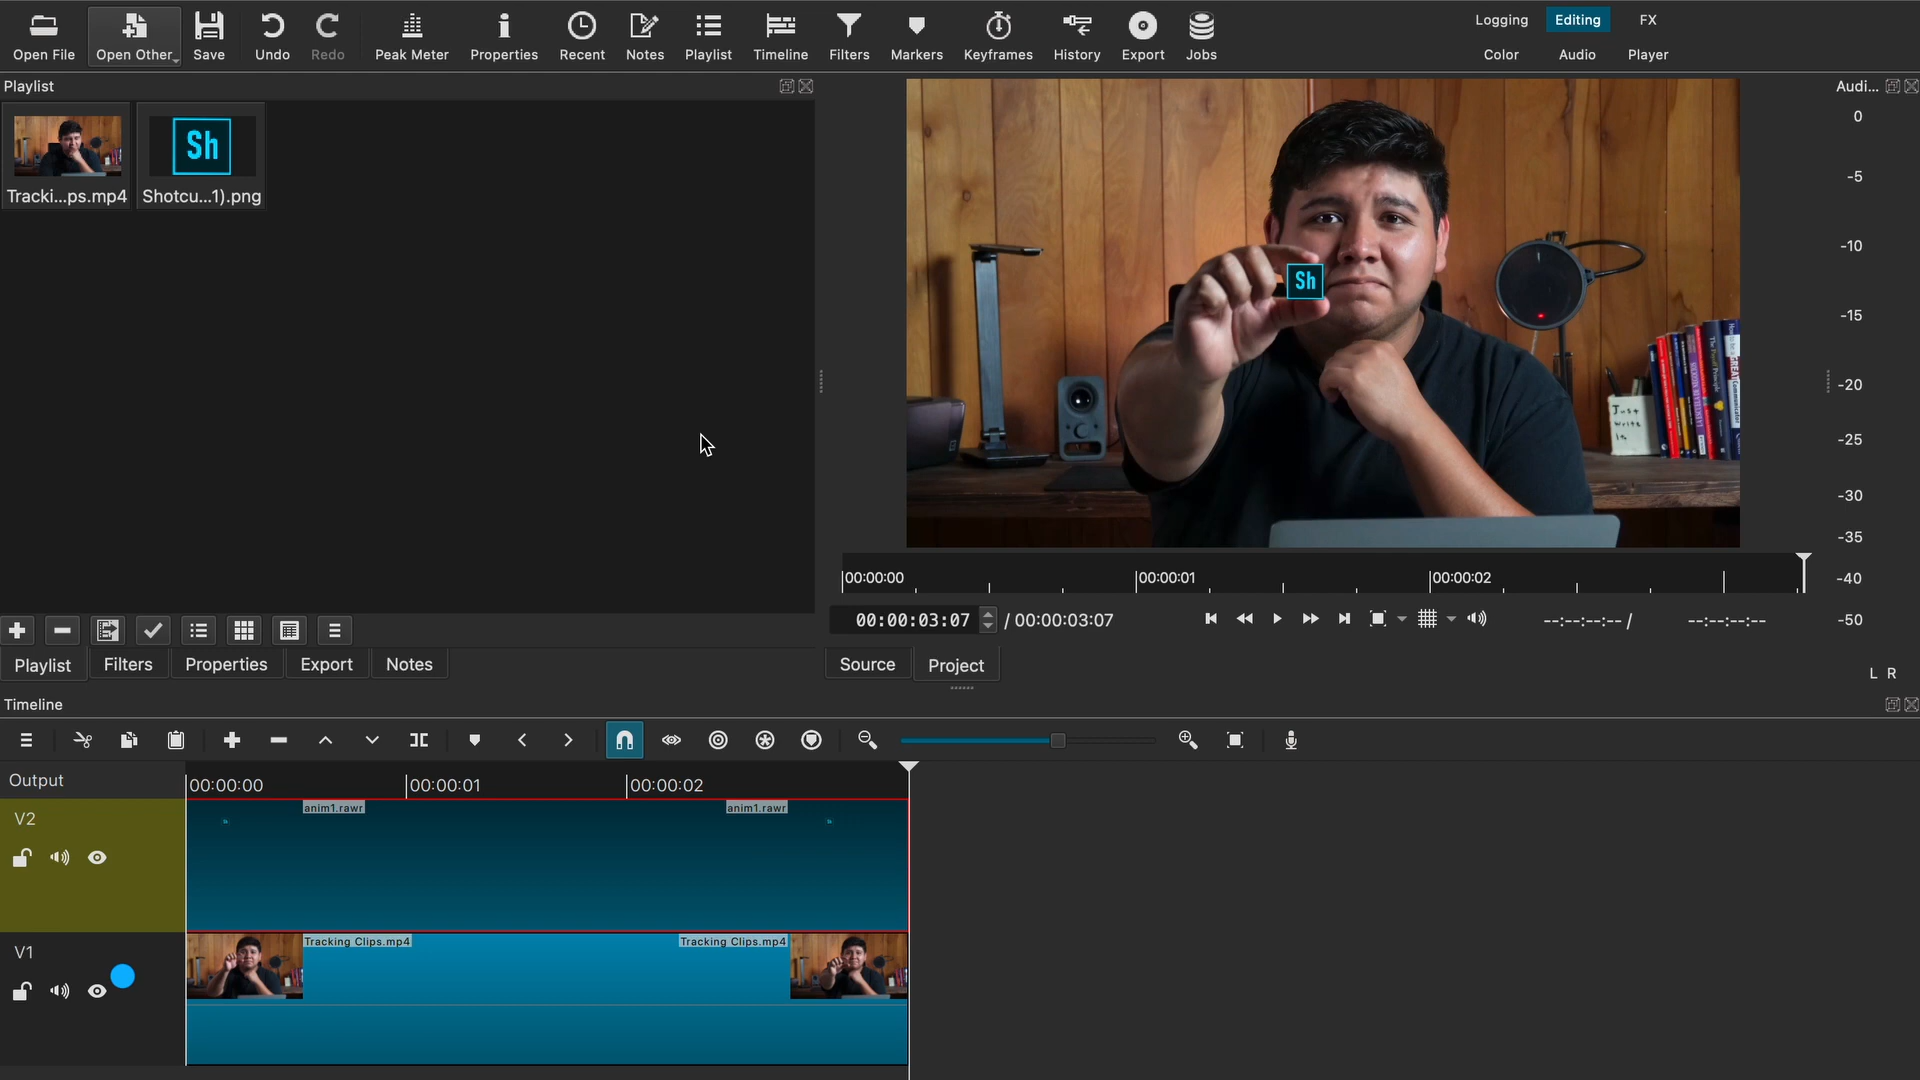 Open File
Open Other
Save
Undo
Redo
Peak Meter
Properties
Recent
Notes
Playlist
Timeline
Filters
Markers
Keyframes
History
Export
Jobs
Logging
Editing
FX
Color
Audio
Player
Playlist
Sh
Tracki...ps.mp4
Shotcu...1).png
Sh
Just
write
It
Audi...
0
-5
-10
-15
-20
-25
-30
-35
-40
-50
L R
00:00:00
00:00:01
00:00:02
00:00:03:07 / 00:00:03:07
--:--:--:-- /
--:--:--:--
Playlist
Filters
Properties
Export
Notes
Source
Project
Timeline
Output
00:00:00
00:00:01
00:00:02
V2
anim1.rawr
anim1.rawr
V1
Tracking Clips.mp4
Tracking Clips.mp4